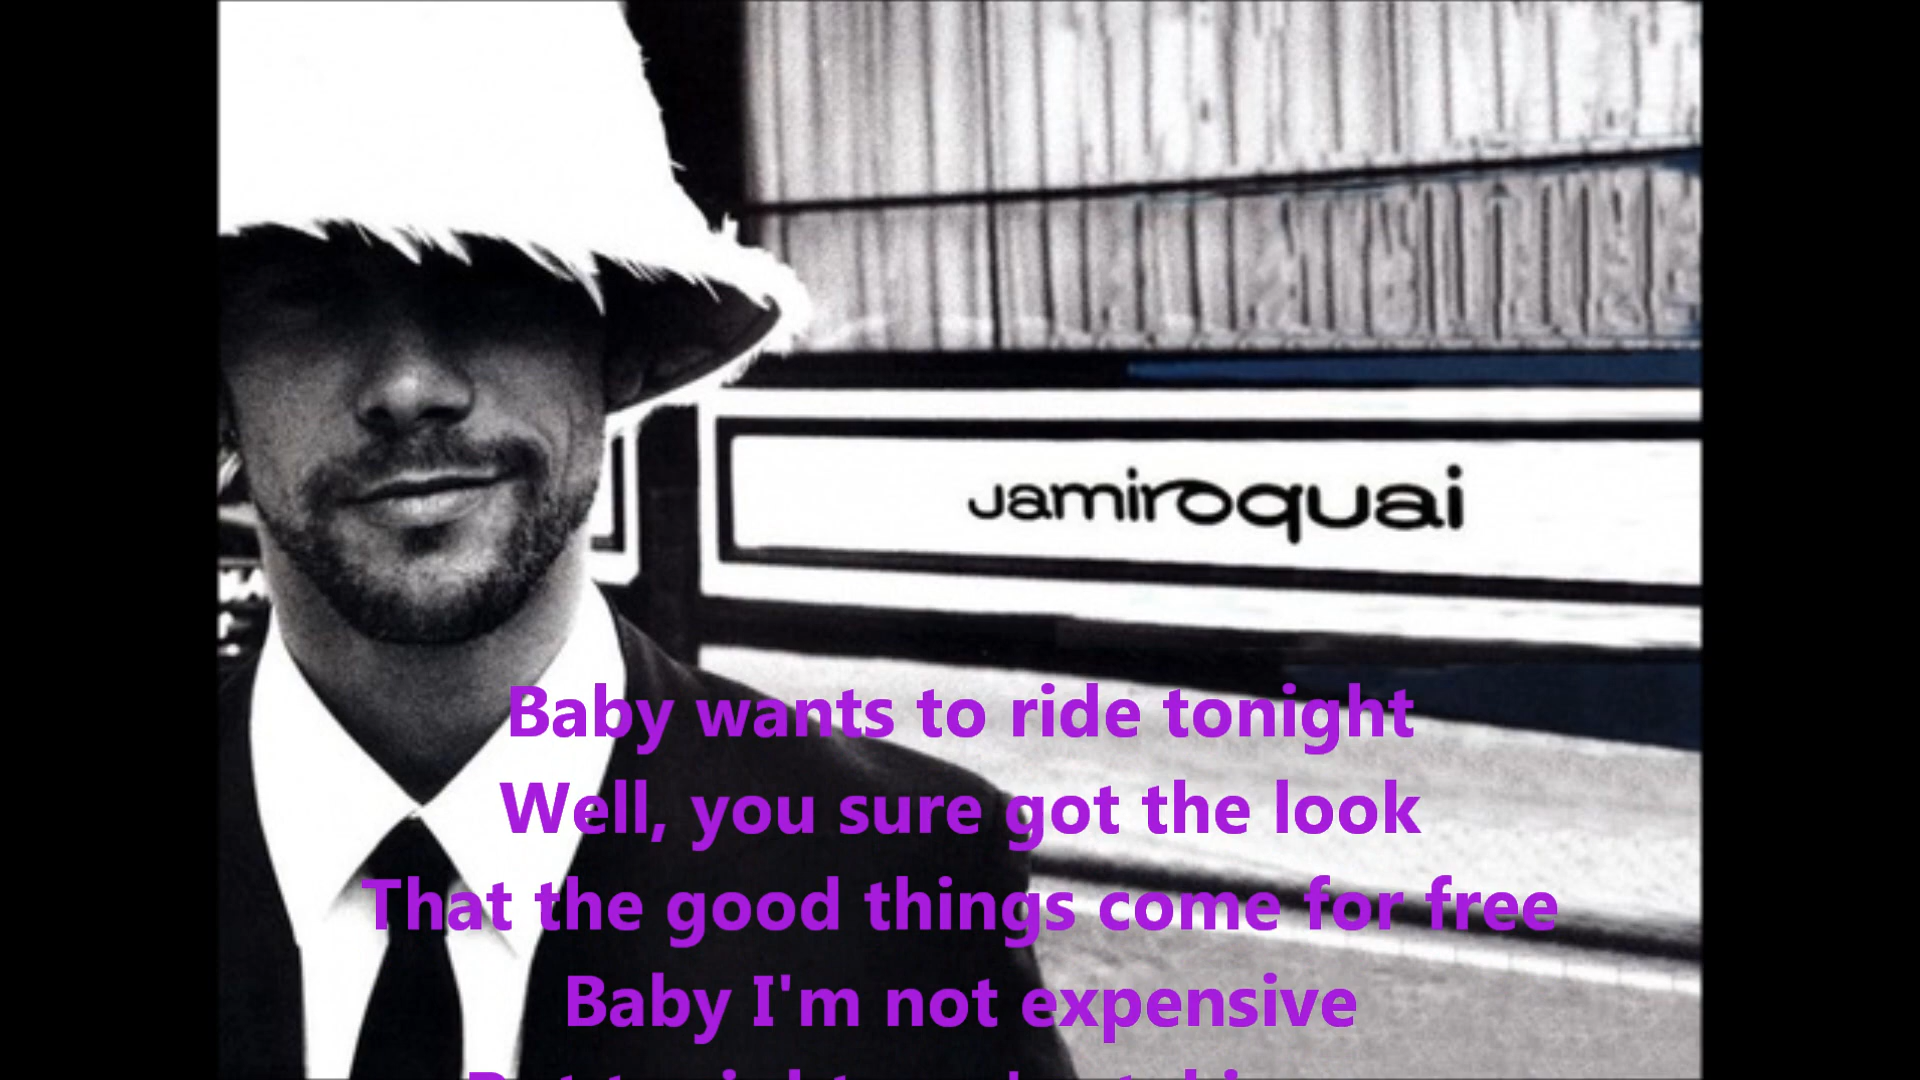 Jamiroquai
Baby wants to ride tonight
Well, you sure got the look
That the good things come for free
Baby I'm not expensive